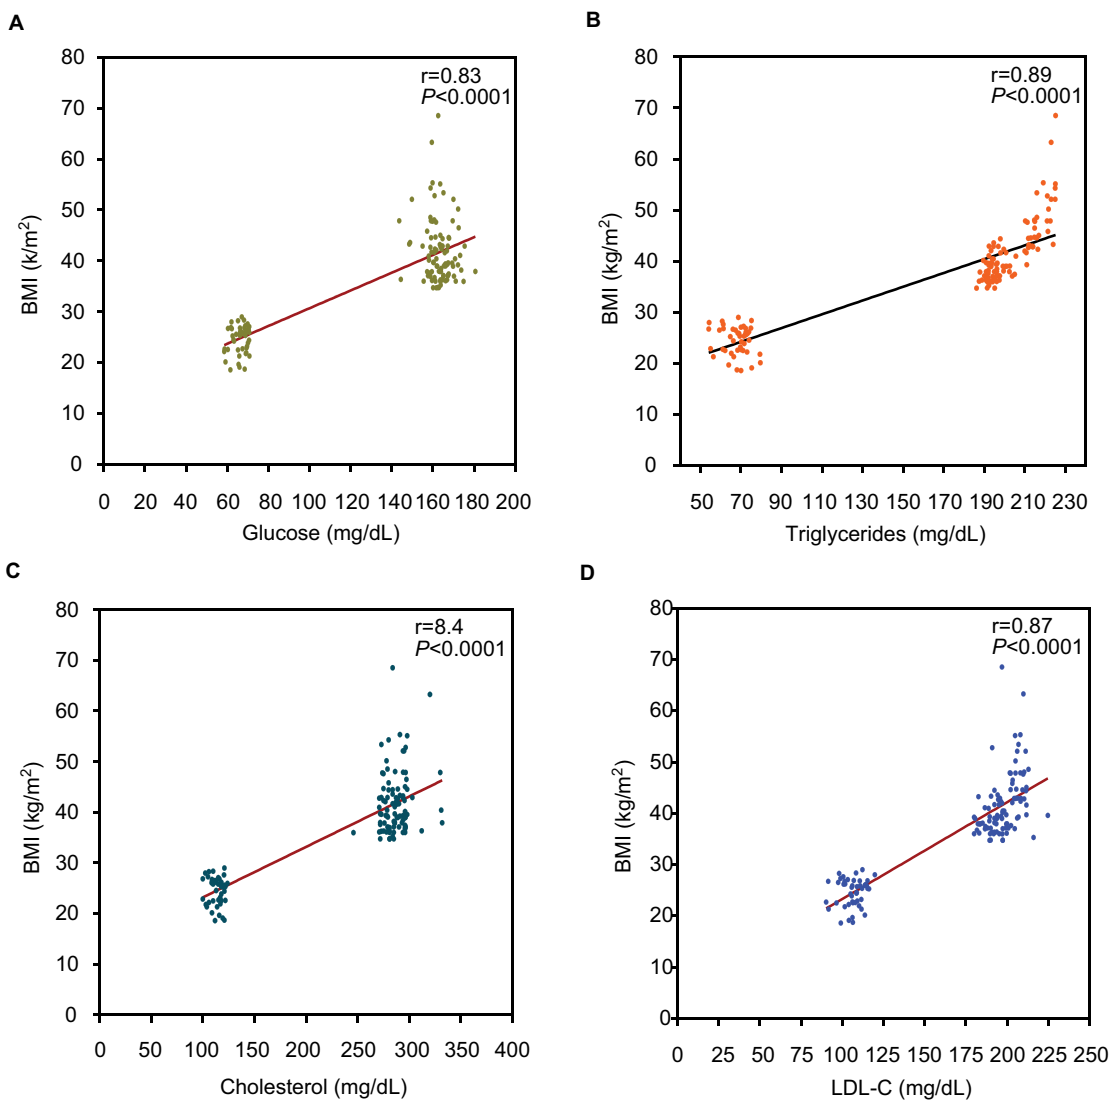 A
80
70
60
50
40
30
20
10
0
BMI (k/m²)
r=0.83
P<0.0001
0 20 40 60 80 100 120 140 160 180 200
Glucose (mg/dL)
B
80
70
60
50
40
30
20
10
0
BMI (kg/m²)
r=0.89
P<0.0001
50 70 90 110 130 150 170 190 210 230
Triglycerides (mg/dL)
C
80
70
60
50
40
30
20
10
0
BMI (kg/m²)
r=8.4
P<0.0001
0 50 100 150 200 250 300 350 400
Cholesterol (mg/dL)
D
80
70
60
50
40
30
20
10
0
BMI (kg/m²)
r=0.87
P<0.0001
0 25 50 75 100 125 150 175 200 225 250
LDL-C (mg/dL)